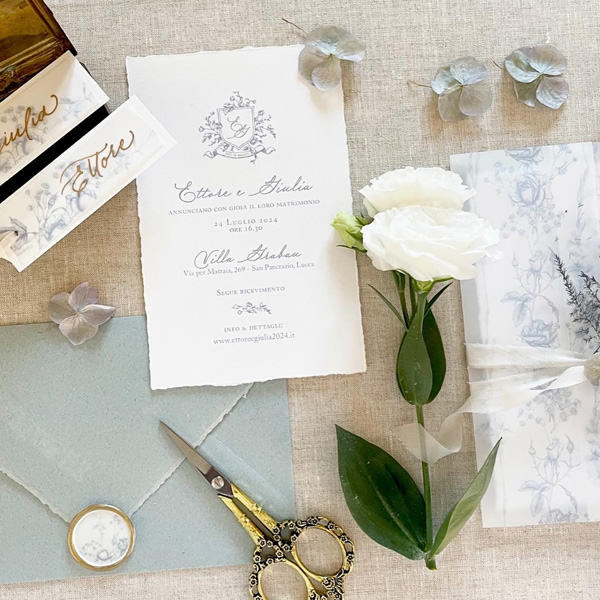 Giulia
Ettore
Ettore e Giulia
ANNUNCIANO CON GIOIA IL LORO MATRIMONIO
24 LUGLIO 2024
ORE 16.30
Villa Grabau
Via per Matraia, 269 - San Pancrazio, Lucca
SEGUE RICEVIMENTO
INFO & DETTAGLI
www.ettoreegiulia2024.it